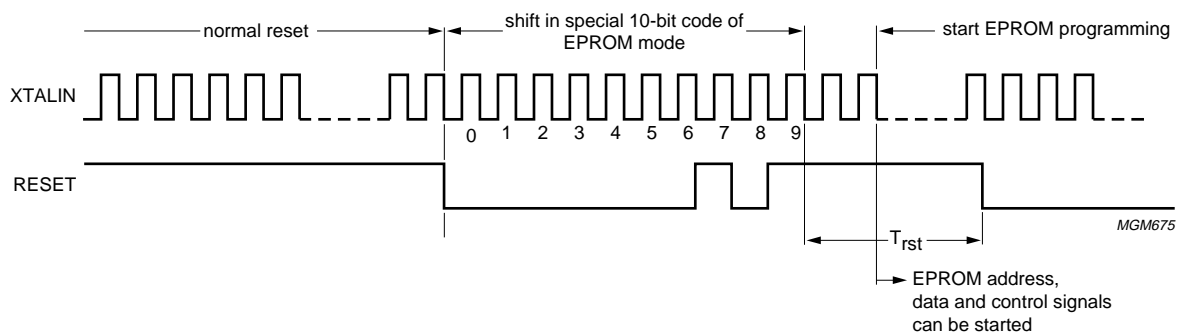 normal reset
shift in special 10-bit code of
EPROM mode
start EPROM programming
XTALIN
0 1 2 3 4 5 6 7 8 9
RESET
MGM675
Trst
EPROM address,
data and control signals
can be started